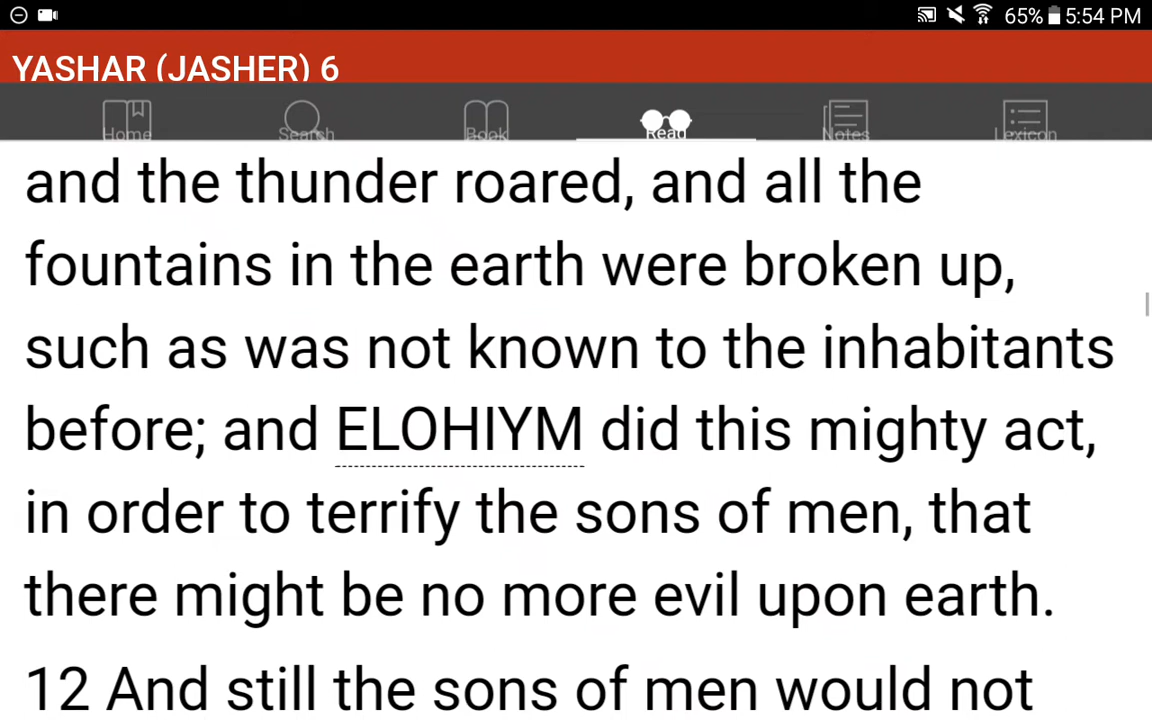 65% 5:54 PM
YASHAR (JASHER) 6
Home Search Book Read Notes Lexicon
and the thunder roared, and all the
fountains in the earth were broken up,
such as was not known to the inhabitants
before; and ELOHIYM did this mighty act,
in order to terrify the sons of men, that
there might be no more evil upon earth.
12 And still the sons of men would not